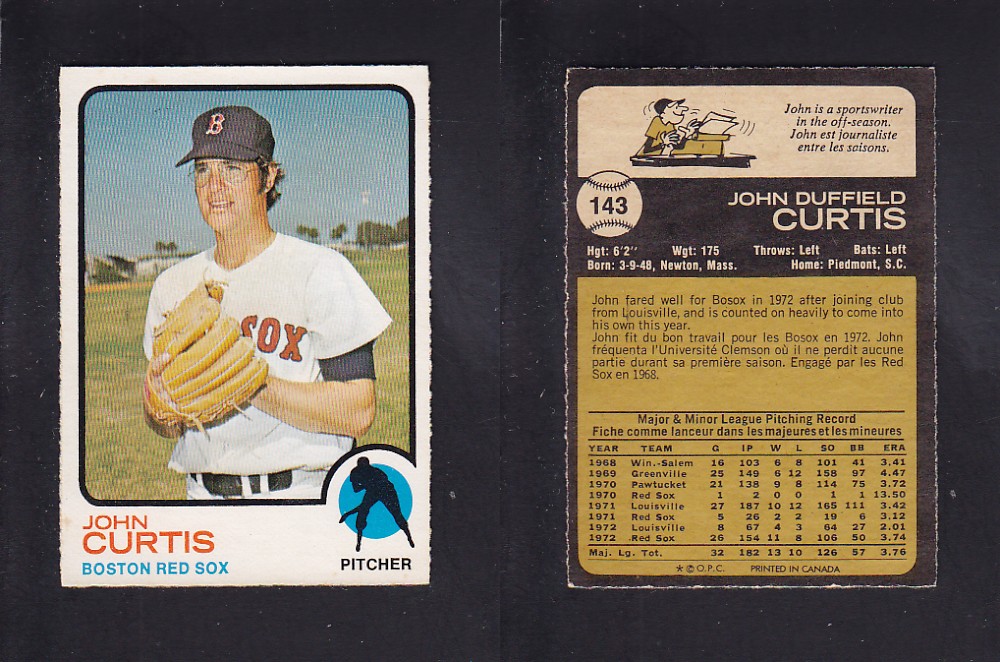 B
SOX
JOHN
CURTIS
BOSTON RED SOX
PITCHER
John is a sportswriter
in the off-season.
John est journaliste
entre les saisons.
143
JOHN DUFFIELD
CURTIS
Hgt: 6'2" Wgt: 175 Throws: Left Bats: Left
Born: 3-9-48, Newton, Mass. Home: Piedmont, S.C.
John fared well for Bosox in 1972 after joining club
from Louisville, and is counted on heavily to come into
his own this year.
John fit du bon travail pour les Bosox en 1972. John
fréquenta l'Université Clemson où il ne perdit aucune
partie durant sa première saison. Engagé par les Red
Sox en 1968.
Major & Minor League Pitching Record
Fiche comme lanceur dans les majeures et les mineures
YEAR TEAM G IP W L SO BB ERA
1968 Win.-Salem 16 103 6 8 101 41 3.41
1969 Greenville 25 149 6 12 158 97 4.47
1970 Pawtucket 21 138 9 8 114 75 3.72
1970 Red Sox 1 2 0 0 1 1 13.50
1971 Louisville 27 187 10 12 165 111 3.42
1971 Red Sox 5 26 2 2 19 6 3.12
1972 Louisville 8 67 4 3 64 27 2.01
1972 Red Sox 26 154 11 8 106 50 3.74
Maj. Lg. Tot. 32 182 13 10 126 57 3.76
* © O.P.C. PRINTED IN CANADA